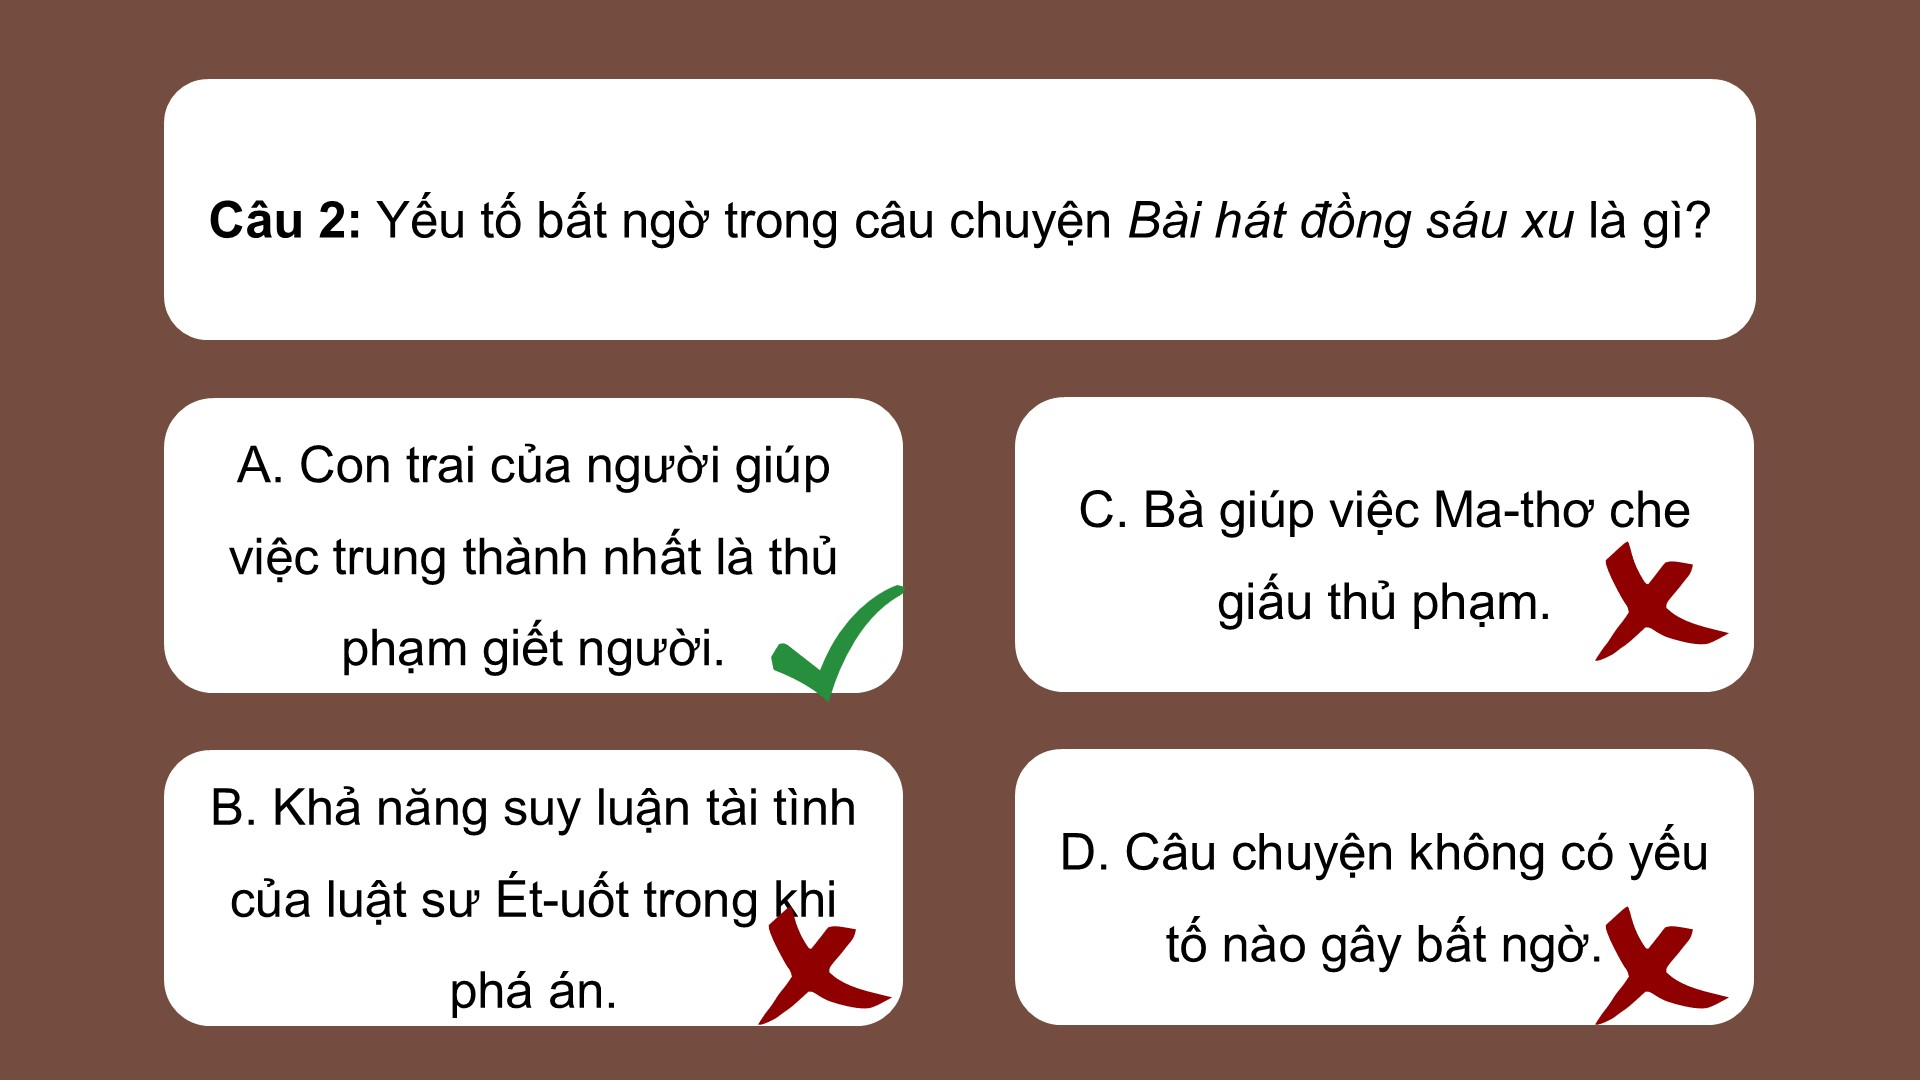 Câu 2: Yếu tố bất ngờ trong câu chuyện Bài hát đồng sáu xu là gì?
A. Con trai của người giúp
việc trung thành nhất là thủ
phạm giết người.
B. Khả năng suy luận tài tình
của luật sư Ét-uốt trong khi
phá án.
C. Bà giúp việc Ma-thơ che
giấu thủ phạm.
D. Câu chuyện không có yếu
tố nào gây bất ngờ.